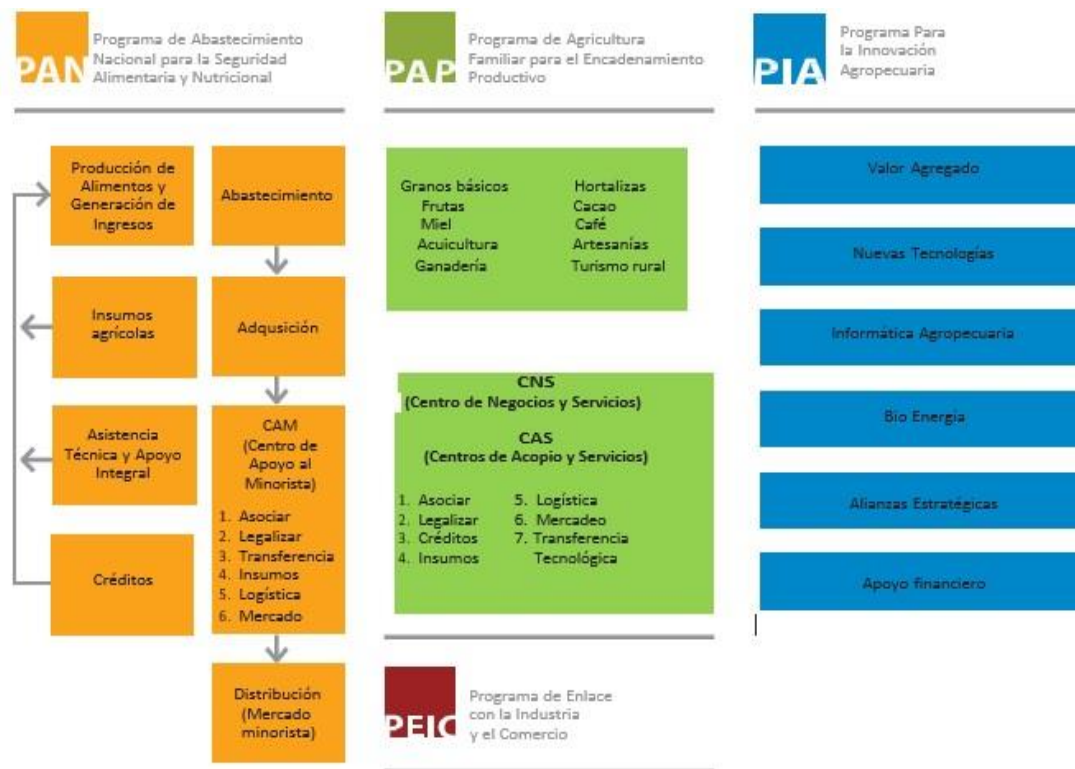 PAN
Programa de Abastecimiento
Nacional para la Seguridad
Alimentaria y Nutricional
Producción de
Alimentos y
Generación de
Ingresos
Insumos
agrícolas
Asistencia
Técnica y Apoyo
Integral
Créditos
Abastecimiento
Adqusición
CAM
(Centro de
Apoyo al
Minorista)
1. Asociar
2. Legalizar
3. Transferencia
4. Insumos
5. Logística
6. Mercado
Distribución
(Mercado
minorista)
PAP
Programa de Agricultura
Familiar para el Encadenamiento
Productivo
Granos básicos
Frutas
Miel
Acuicultura
Ganadería
Hortalizas
Cacao
Café
Artesanías
Turismo rural
CNS
(Centro de Negocios y Servicios)
CAS
(Centros de Acopio y Servicios)
1. Asociar
2. Legalizar
3. Créditos
4. Insumos
5. Logística
6. Mercadeo
7. Transferencia
Tecnológica
PEIC
Programa de Enlace
con la Industria
y el Comercio
PIA
Programa Para
la Innovación
Agropecuaria
Valor Agregado
Nuevas Tecnologías
Informática Agropecuaria
Bio Energia
Alianzas Estratégicas
Apoyo financiero